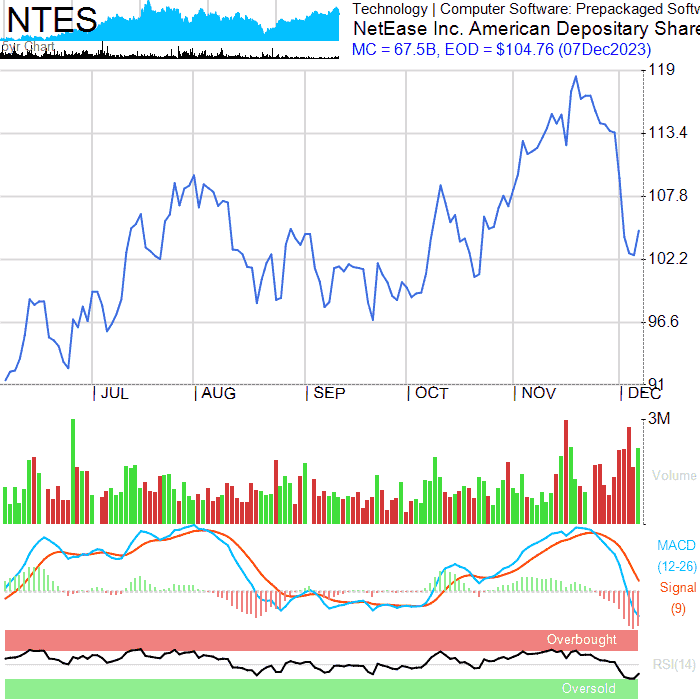 NTES
Technology | Computer Software: Prepackaged Softw
NetEase Inc. American Depositary Share
MC = 67.5B, EOD = $104.76 (07Dec2023)
119
113.4
107.8
102.2
96.6
91
JUL
AUG
SEP
OCT
NOV
DEC
3M
Volume
MACD
(12-26)
Signal
(9)
Overbought
RSI(14)
Oversold